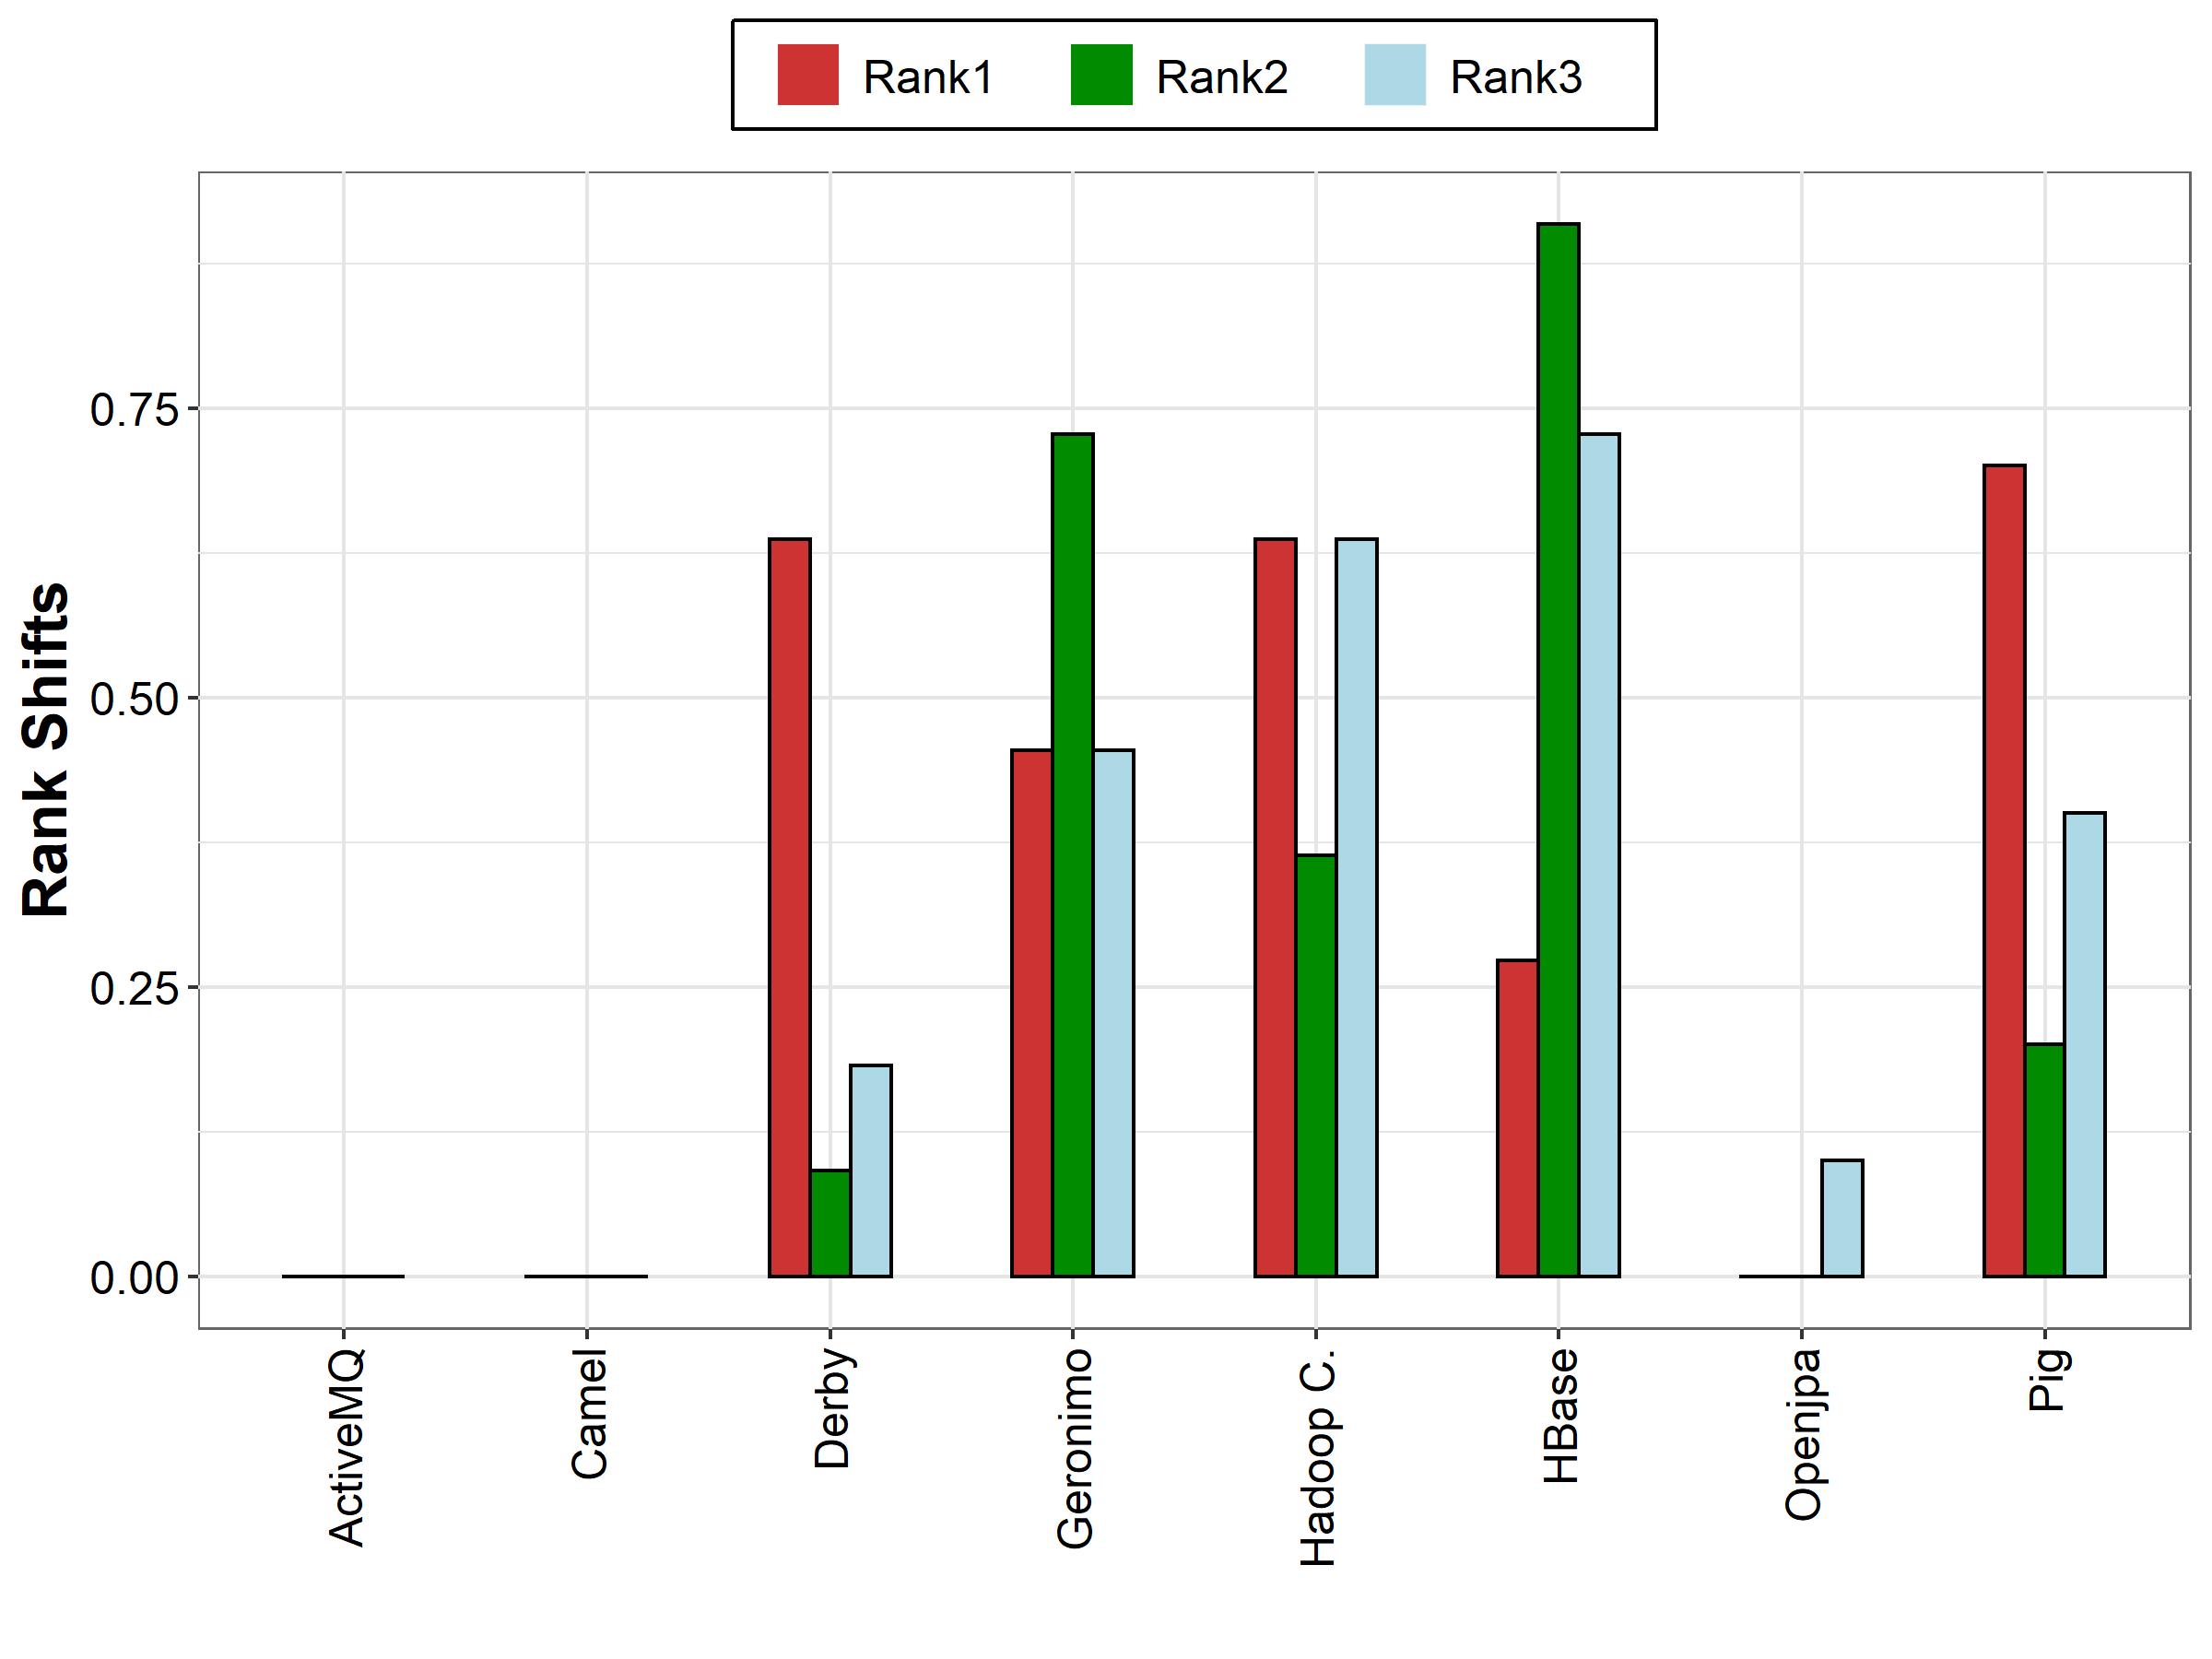 Rank1 Rank2 Rank3
Rank Shifts
0.75
0.50
0.25
0.00
ActiveMQ
Camel
Derby
Geronimo
Hadoop C.
HBase
Openjpa
Pig